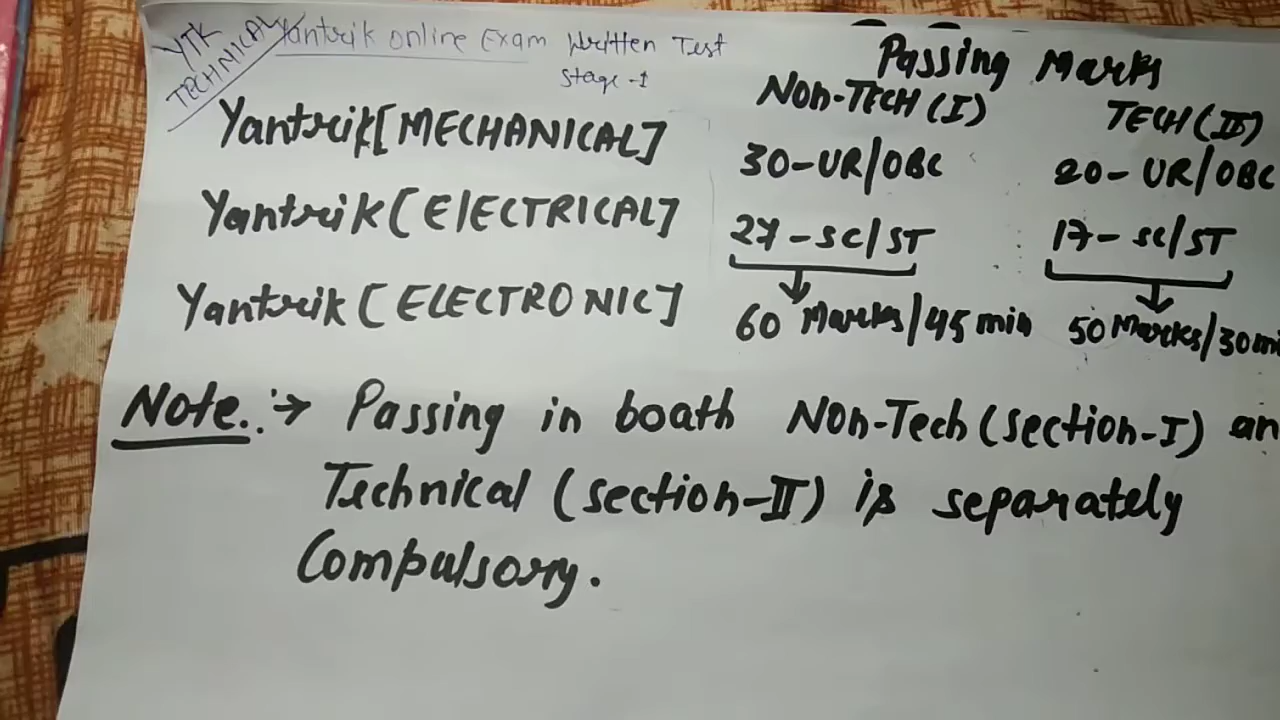 YTK
TECHNICAL
Yantrik online Exam Written Test
Stage-I
Passing Marks
Non-TECH (I)
TECH (II)
Yantrik [MECHANICAL]
30-UR/OBC
20-UR/OBC
Yantrik [ElECTRICAL]
27-SC/ST
17-SC/ST
Yantrik [ELECTRONIC]
60 Marks/45 min
50 Marks/30 mi
Note.:→ Passing in boath Non-Tech (section-I) an
Technical (section-II) is separately
Compulsory.